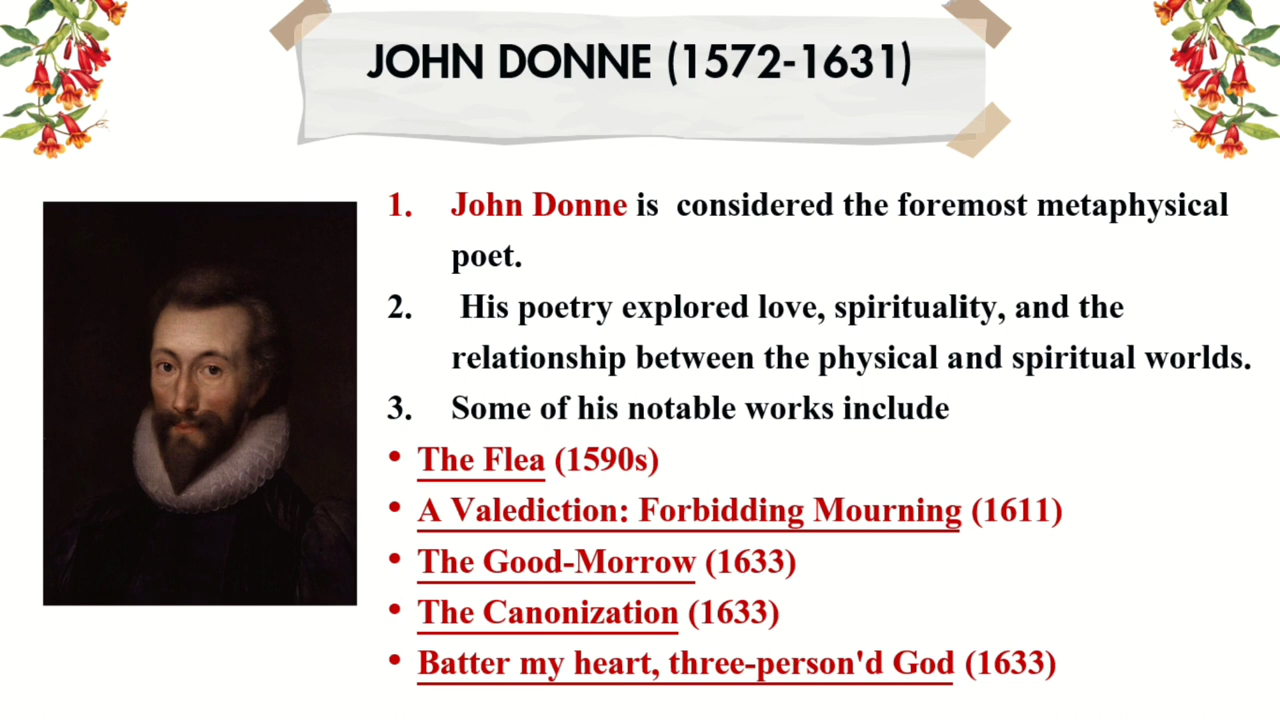 JOHN DONNE (1572-1631)
1. John Donne is considered the foremost metaphysical
poet.
2. His poetry explored love, spirituality, and the
relationship between the physical and spiritual worlds.
3. Some of his notable works include
• The Flea (1590s)
• A Valediction: Forbidding Mourning (1611)
• The Good-Morrow (1633)
• The Canonization (1633)
• Batter my heart, three-person'd God (1633)